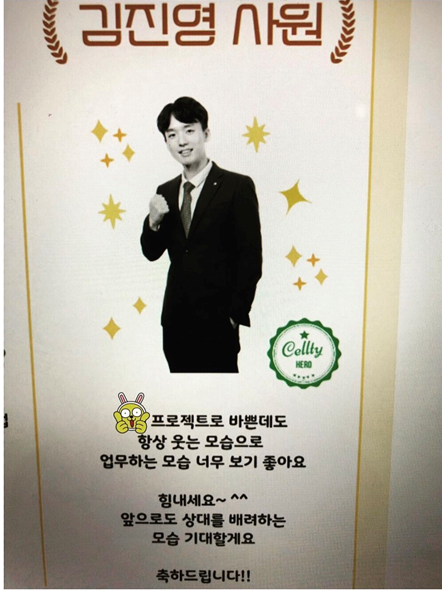 김진영 사원
Cellty
HERO
프로젝트로 바쁜데도
항상 웃는 모습으로
업무하는 모습 너무 보기 좋아요
힘내세요~ ^^
앞으로도 상대를 배려하는
모습 기대할게요
축하드립니다!!